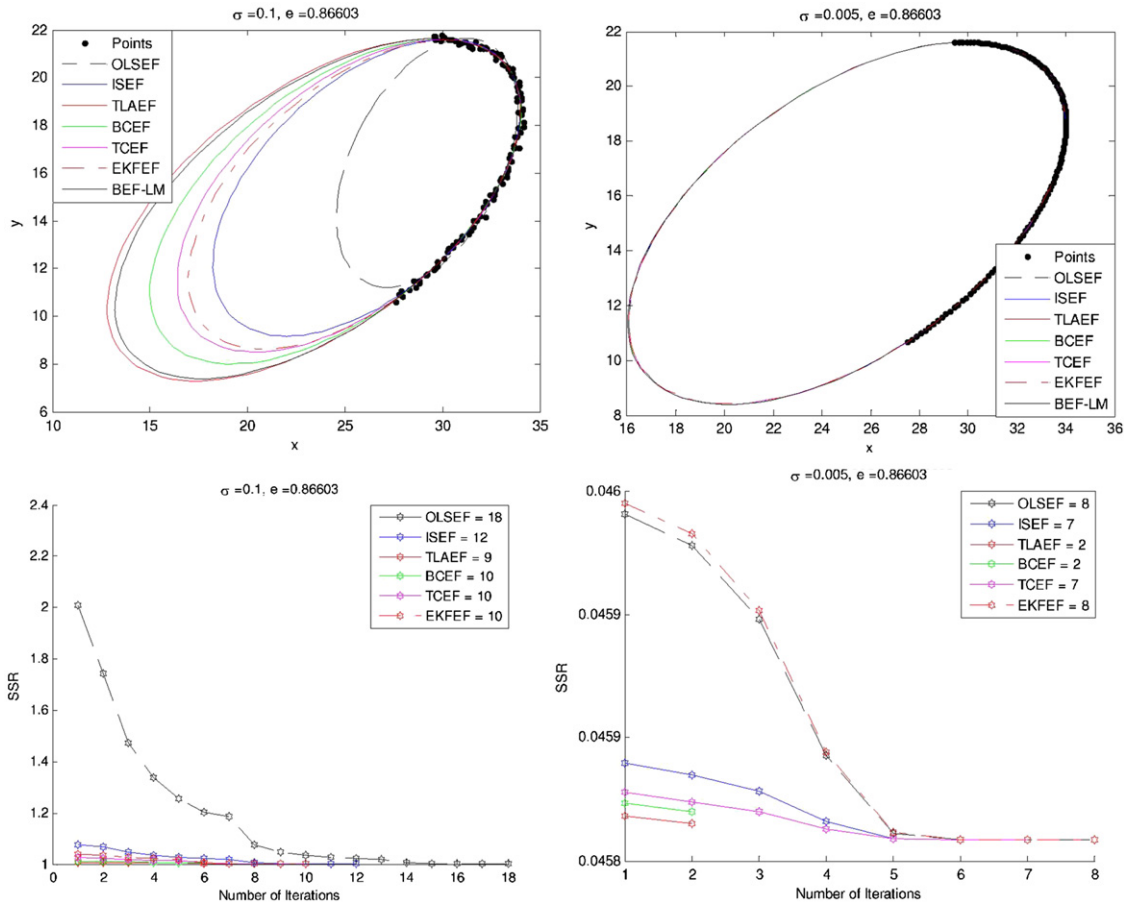 σ =0.1, e =0.86603
22
20
18
16
14
12
10
8
6
y
Points
OLSEF
ISEF
TLAEF
BCEF
TCEF
EKFEF
BEF-LM
10
15
20
25
30
35
x
σ =0.005, e =0.86603
22
20
18
16
14
12
10
8
y
Points
OLSEF
ISEF
TLAEF
BCEF
TCEF
EKFEF
BEF-LM
16
18
20
22
24
26
28
30
32
34
36
x
σ =0.1, e =0.86603
2.4
2.2
2
1.8
1.6
1.4
1.2
1
SSR
OLSEF = 18
ISEF = 12
TLAEF = 9
BCEF = 10
TCEF = 10
EKFEF = 10
0
2
4
6
8
10
12
14
16
18
Number of Iterations
σ =0.005, e =0.86603
0.046
0.0459
0.0459
0.0458
SSR
OLSEF = 8
ISEF = 7
TLAEF = 2
BCEF = 2
TCEF = 7
EKFEF = 8
1
2
3
4
5
6
7
8
Number of Iterations